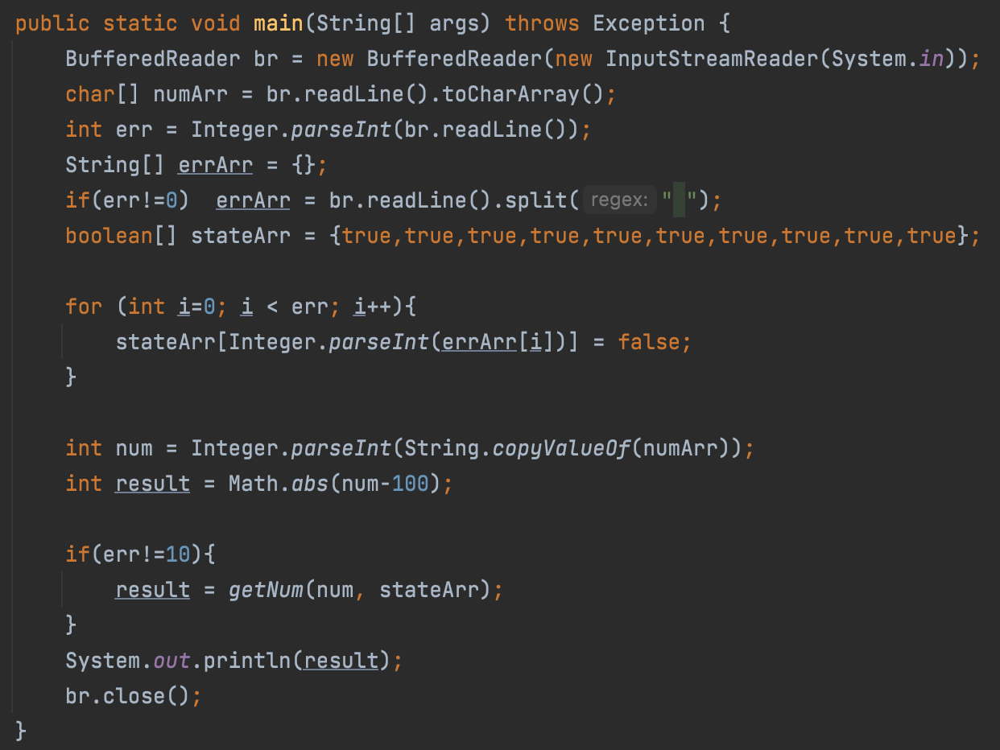 public static void main(String[] args) throws Exception {
    BufferedReader br = new BufferedReader(new InputStreamReader(System.in));
    char[] numArr = br.readLine().toCharArray();
    int err = Integer.parseInt(br.readLine());
    String[] errArr = {};
    if(err!=0)  errArr = br.readLine().split( regex: " ");
    boolean[] stateArr = {true,true,true,true,true,true,true,true,true,true};
    for (int i=0; i < err; i++){
        stateArr[Integer.parseInt(errArr[i])] = false;
    }
    int num = Integer.parseInt(String.copyValueOf(numArr));
    int result = Math.abs(num-100);
    if(err!=10){
        result = getNum(num, stateArr);
    }
    System.out.println(result);
    br.close();
}